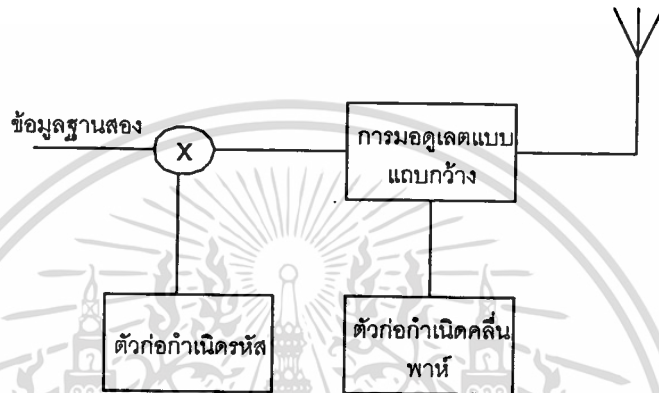 ข้อมูลฐานสอง
X
การมอดูเลตแบบ
แถบกว้าง
ตัวก่อกำเนิดรหัส
ตัวก่อกำเนิดคลื่น
พาห์